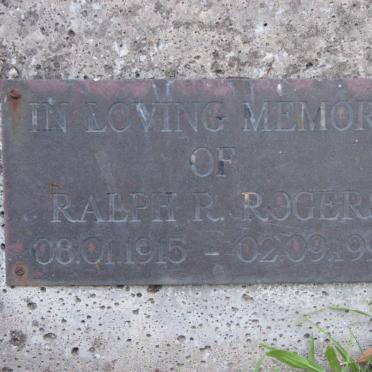 IN LOVING MEMOR
OF
RALPH R. ROGERS
08.01.1915 - 02.09.19